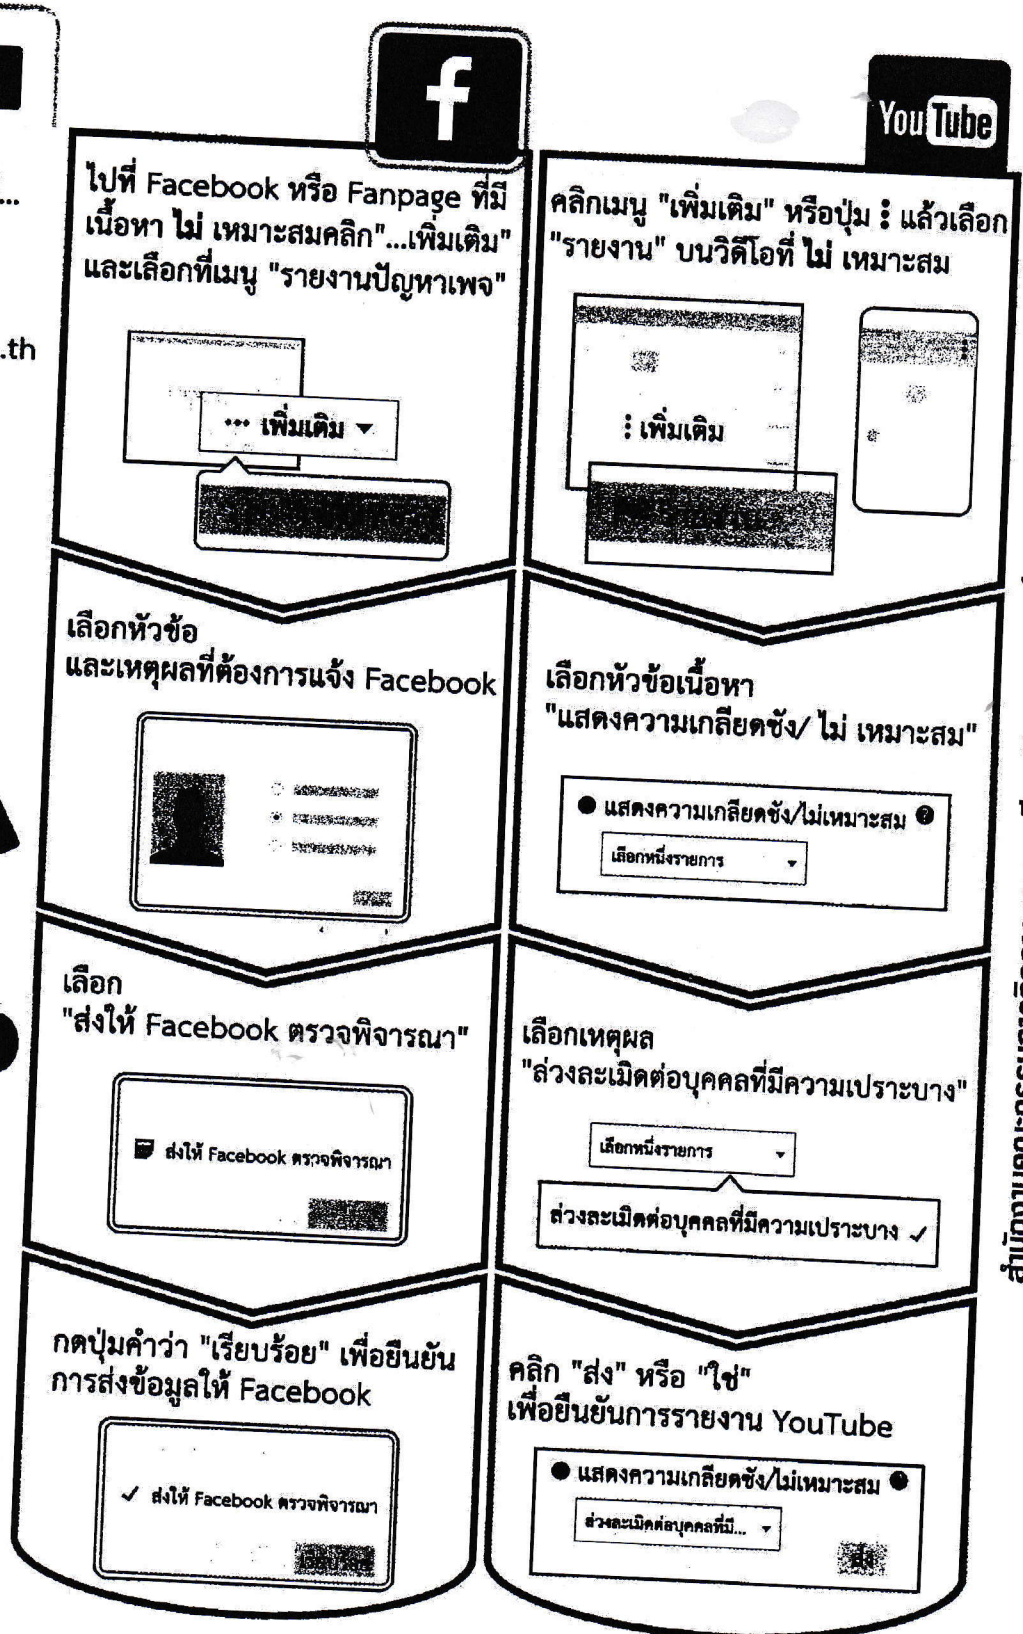 ...
.th
f
ไปที่ Facebook หรือ Fanpage ที่มี
เนื้อหา ไม่ เหมาะสมคลิก"...เพิ่มเติม"
และเลือกที่เมนู "รายงานปัญหาเพจ"
... เพิ่มเติม
เลือกหัวข้อ
และเหตุผลที่ต้องการแจ้ง Facebook
เลือก
"ส่งให้ Facebook ตรวจพิจารณา"
ส่งให้ Facebook ตรวจพิจารณา
กดปุ่มคำว่า "เรียบร้อย" เพื่อยืนยัน
การส่งข้อมูลให้ Facebook
✓ ส่งให้ Facebook ตรวจพิจารณา
เรียบร้อย
YouTube
คลิกเมนู "เพิ่มเติม" หรือปุ่ม ⋮ แล้วเลือก
"รายงาน" บนวิดีโอที่ ไม่ เหมาะสม
⋮ เพิ่มเติม
เลือกหัวข้อเนื้อหา
"แสดงความเกลียดชัง/ ไม่ เหมาะสม"
แสดงความเกลียดชัง/ไม่เหมาะสม ?
เลือกหนึ่งรายการ
เลือกเหตุผล
"ล่วงละเมิดต่อบุคคลที่มีความเปราะบาง"
เลือกหนึ่งรายการ
ล่วงละเมิดต่อบุคคลที่มีความเปราะบาง ✓
คลิก "ส่ง" หรือ "ใช่"
เพื่อยืนยันการรายงาน YouTube
แสดงความเกลียดชัง/ไม่เหมาะสม
ล่วงละเมิดต่อบุคคลที่มี...
ส่ง